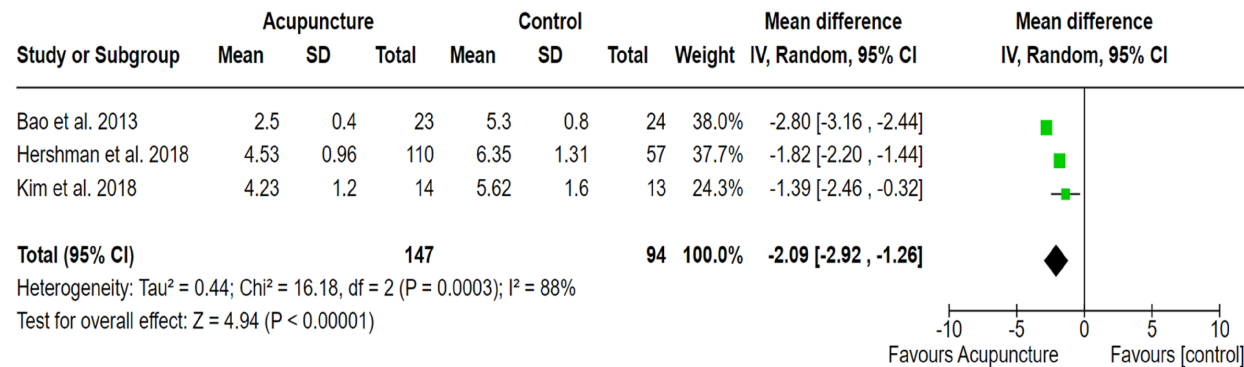 Acupuncture Control Mean difference Mean difference
Study or Subgroup Mean SD Total Mean SD Total Weight IV, Random, 95% CI IV, Random, 95% CI
Bao et al. 2013 2.5 0.4 23 5.3 0.8 24 38.0% -2.80 [-3.16 , -2.44]
Hershman et al. 2018 4.53 0.96 110 6.35 1.31 57 37.7% -1.82 [-2.20 , -1.44]
Kim et al. 2018 4.23 1.2 14 5.62 1.6 13 24.3% -1.39 [-2.46 , -0.32]
Total (95% CI) 147 94 100.0% -2.09 [-2.92 , -1.26]
Heterogeneity: Tau² = 0.44; Chi² = 16.18, df = 2 (P = 0.0003); I² = 88%
Test for overall effect: Z = 4.94 (P < 0.00001)
-10 -5 0 5 10
Favours Acupuncture Favours [control]